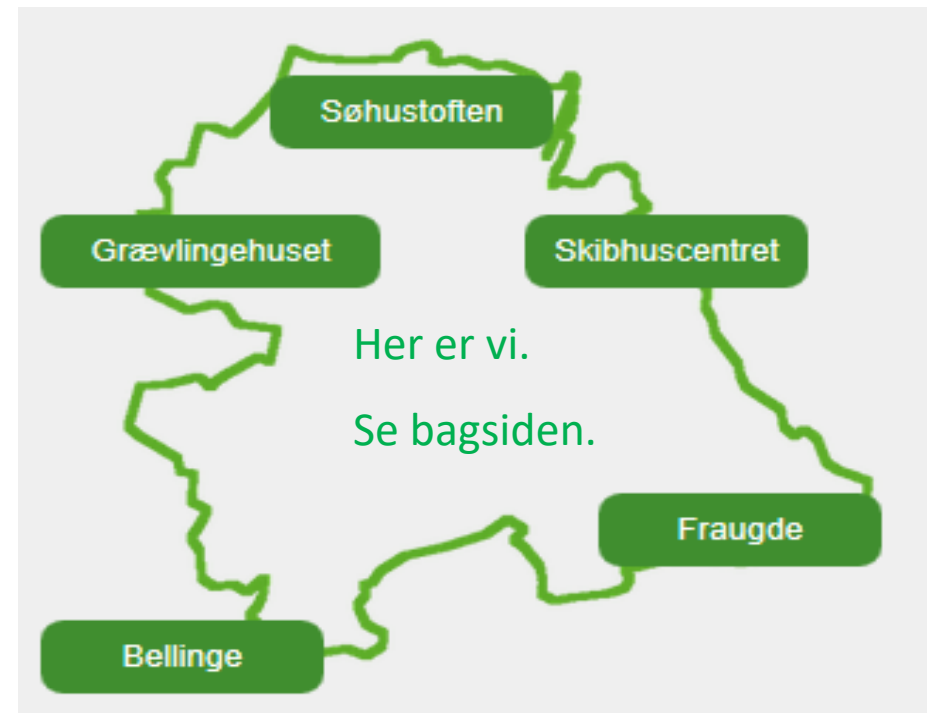 Søhustoften
Grævlingehuset
Skibhuscentret
Her er vi.
Se bagsiden.
Fraugde
Bellinge